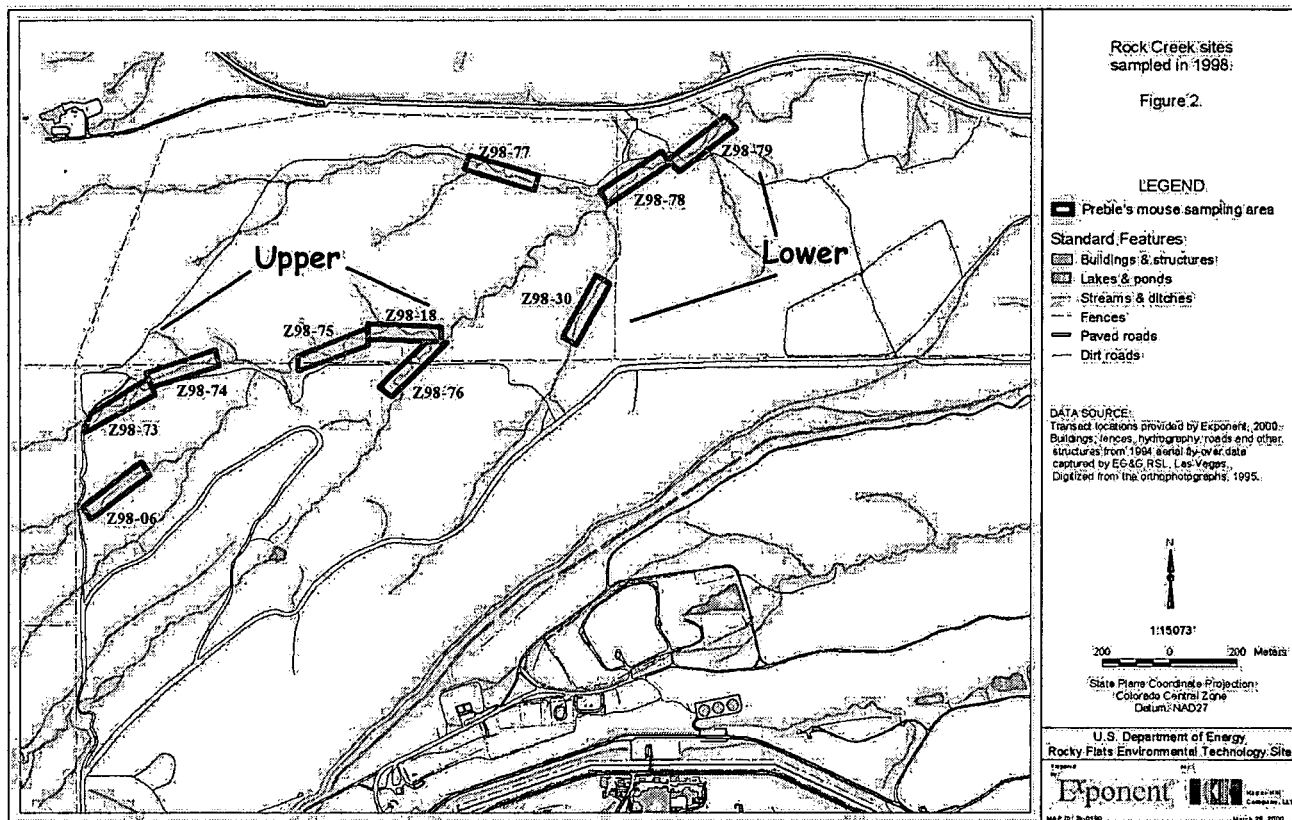 Z98-77
Z98-79
Z98-78
Upper
Lower
Z98-30
Z98-18
Z98-75
Z98-74
Z98-76
Z98-73
Z98-06
Rock Creek sites
sampled in 1998
Figure 2.
LEGEND
Preble's mouse sampling area
Standard Features
Buildings & structures
Lakes & ponds
Streams & ditches
Fences
Paved roads
Dirt roads
DATA SOURCE:
Transect locations provided by Exponent, 2000.
Buildings, fences, hydrography, roads and other
structures from 1994 aerial fly-over data
captured by EG&G RSL, Las Vegas.
Digitized from the orthophotographs, 1995.
N
1:15073
200 0 200 Meters
State Plane Coordinate Projection
Colorado Central Zone
Datum: NAD27
U.S. Department of Energy
Rocky Flats Environmental Technology Site
Exponent